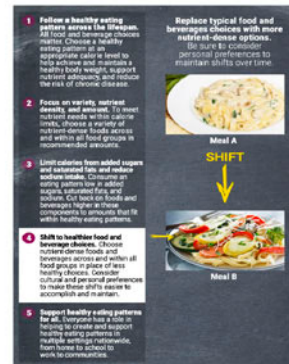 1 Follow a healthy eating
pattern across the lifespan.
All food and beverage choices
matter. Choose a healthy
eating pattern at an
appropriate calorie level to
help achieve and maintain a
healthy body weight, support
nutrient adequacy, and reduce
the risk of chronic disease.
2 Focus on variety, nutrient
density, and amount. To meet
nutrient needs within calorie
limits, choose a variety of
nutrient-dense foods across
and within all food groups in
recommended amounts.
3 Limit calories from added sugars
and saturated fats and reduce
sodium intake. Consume an
eating pattern low in added
sugars, saturated fats, and
sodium. Cut back on foods and
beverages higher in these
components to amounts that fit
within healthy eating patterns.
4 Shift to healthier food and
beverage choices. Choose
nutrient-dense foods and
beverages across and within all
food groups in place of less
healthy choices. Consider
cultural and personal preferences
to make these shifts easier to
accomplish and maintain.
5 Support healthy eating patterns
for all. Everyone has a role in
helping to create and support
healthy eating patterns in
multiple settings nationwide,
from home to school to
work to communities.
Replace typical food and
beverages choices with more
nutrient-dense options.
Be sure to consider
personal preferences to
maintain shifts over time.
Meal A
SHIFT
Meal B